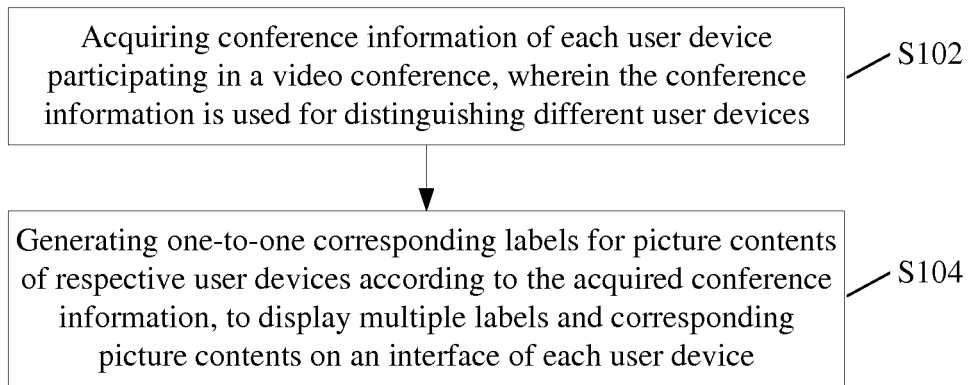 Acquiring conference information of each user device
participating in a video conference, wherein the conference
information is used for distinguishing different user devices
S102
Generating one-to-one corresponding labels for picture contents
of respective user devices according to the acquired conference
information, to display multiple labels and corresponding
picture contents on an interface of each user device
S104